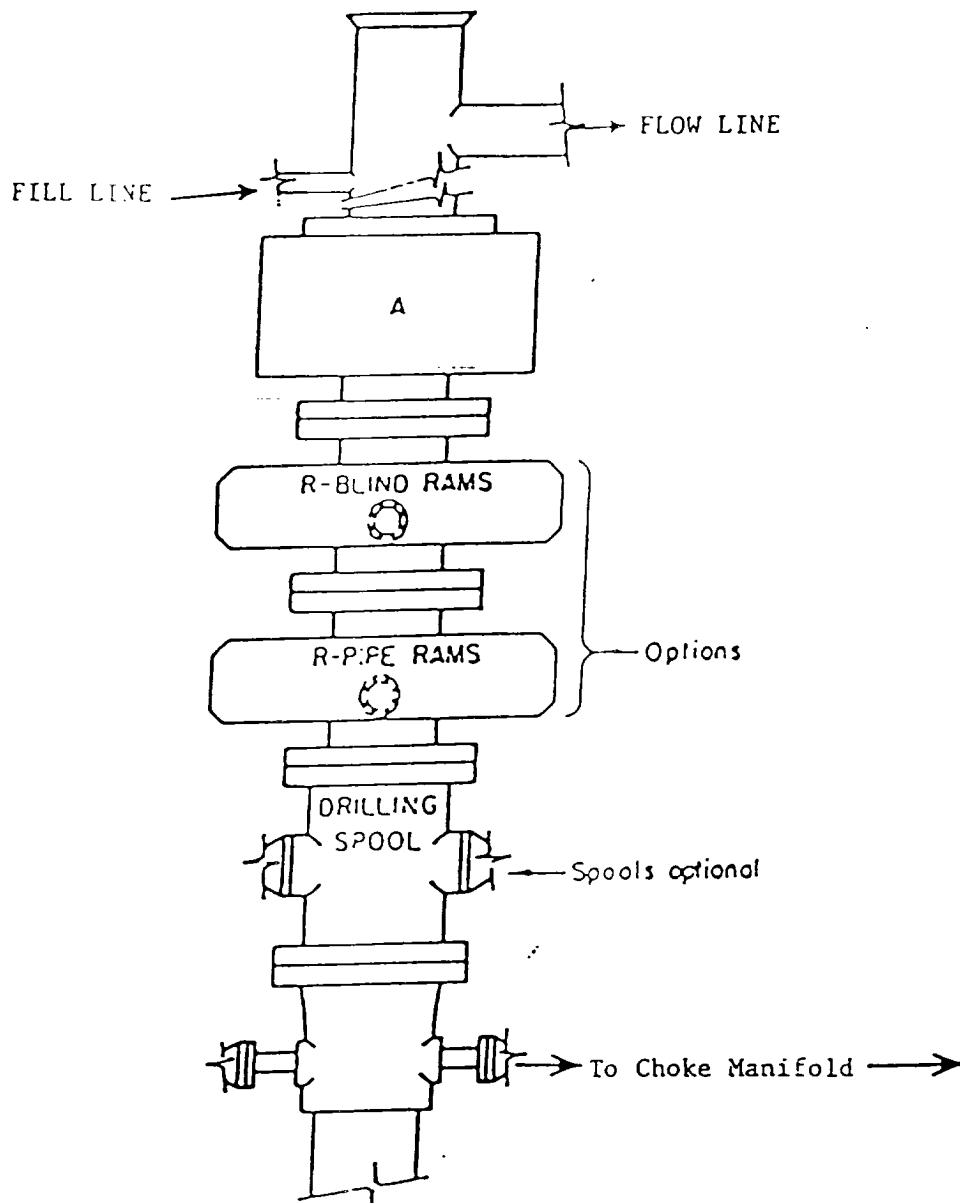 FLOW LINE
FILL LINE
A
R-BLIND RAMS
R-PIPE RAMS
Options
DRILLING
SPOOL
Spools optional
To Choke Manifold